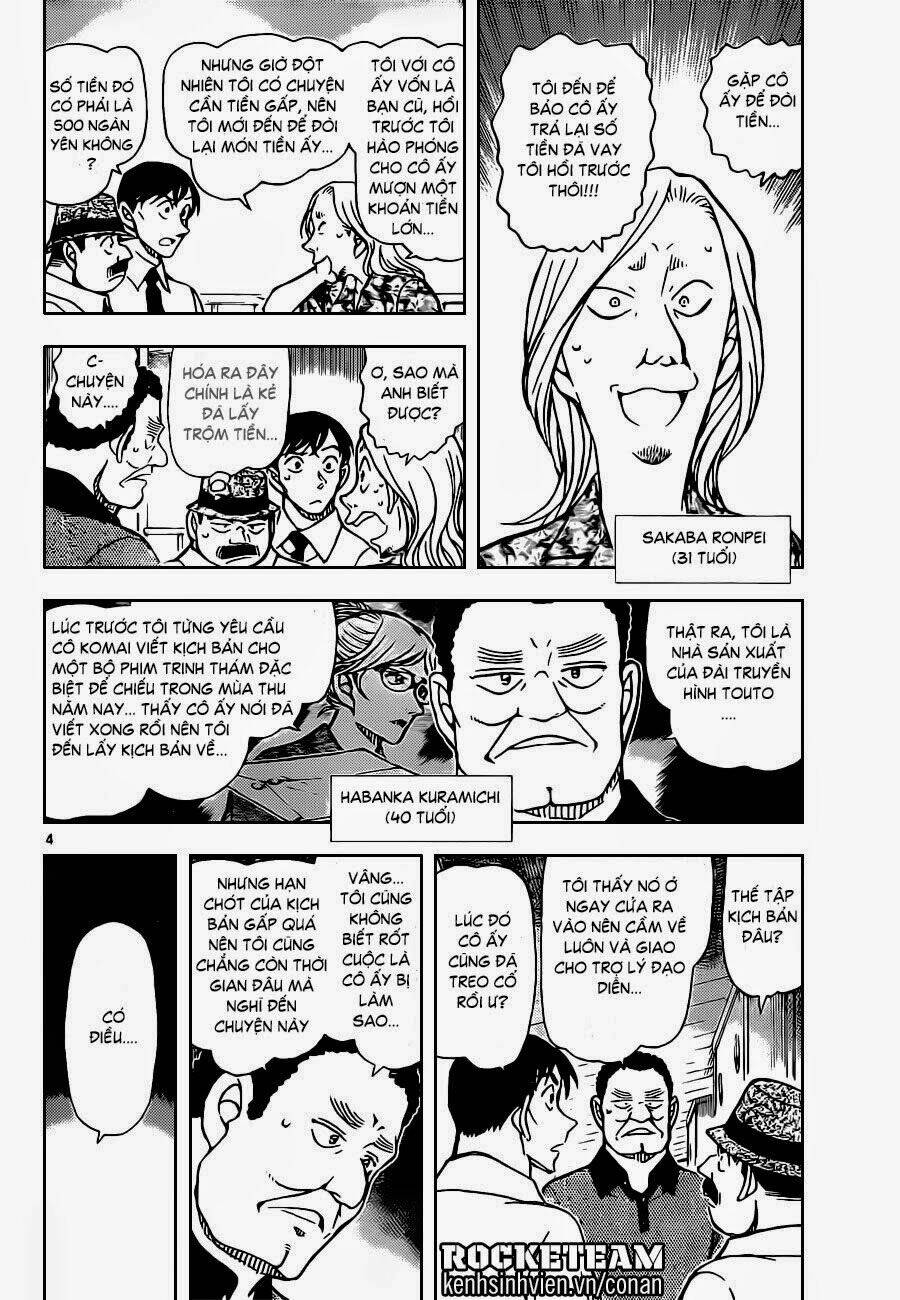 GẶP CÔ
ẤY ĐỂ ĐÒI
TIỀN...
TÔI ĐẾN ĐỂ
BẢO CÔ ẤY
TRẢ LẠI SỐ
TIỀN ĐÃ VAY
TÔI HỒI TRƯỚC
THÔI!!!
SAKABA RONPEI
(31 TUỔI)
TÔI VỚI CÔ
ẤY VỐN LÀ
BẠN CŨ, HỒI
TRƯỚC TÔI
HÀO PHÓNG
CHO CÔ ẤY
MƯỢN MỘT
KHOẢN TIỀN
LỚN...
NHƯNG GIỜ ĐỘT
NHIÊN TÔI CÓ CHUYỆN
CẦN TIỀN GẤP, NÊN
TÔI MỚI ĐẾN ĐỂ ĐÒI
LẠI MÓN TIỀN ẤY...
SỐ TIỀN ĐÓ
CÓ PHẢI LÀ
500 NGÀN
YÊN KHÔNG
?
Ơ, SAO MÀ
ANH BIẾT
ĐƯỢC?
HÓA RA ĐÂY
CHÍNH LÀ KẺ
ĐÃ LẤY
TRỘM TIỀN...
C-
CHUYỆN
NÀY....
THẬT RA, TÔI LÀ
NHÀ SẢN XUẤT
CỦA ĐÀI TRUYỀN
HÌNH TOUTO
....
LÚC TRƯỚC TÔI TỪNG YÊU CẦU
CÔ KOMAI VIẾT KỊCH BẢN CHO
MỘT BỘ PHIM TRINH THÁM ĐẶC
BIỆT ĐỂ CHIẾU TRONG MÙA THU
NĂM NAY... THẤY CÔ ẤY NÓI ĐÃ
VIẾT XONG RỒI NÊN TÔI
ĐẾN LẤY KỊCH BẢN VỀ...
HABANKA KURAMICHI
(40 TUỔI)
4
THẾ TẬP
KỊCH BẢN
ĐÂU?
TÔI THẤY NÓ Ở
NGAY CỬA RA
VÀO NÊN CẦM VỀ
LUÔN VÀ GIAO
CHO TRỢ LÝ ĐẠO
DIỄN...
LÚC ĐÓ
CÔ ẤY
CŨNG ĐÃ
TREO CỔ
RỒI Ư?
VÂNG...
TÔI CŨNG
KHÔNG
BIẾT RỐT
CUỘC LÀ
CÔ ẤY BỊ
LÀM
SAO...
NHƯNG HẠN
CHÓT CỦA KỊCH
BẢN GẤP QUÁ
NÊN TÔI CŨNG
CHẲNG CÒN THỜI
GIAN ĐÂU MÀ
NGHĨ ĐẾN
CHUYỆN NÀY
CÓ
ĐIỀU....
ROCKETEAM
kenhsinhvien.vn/conan